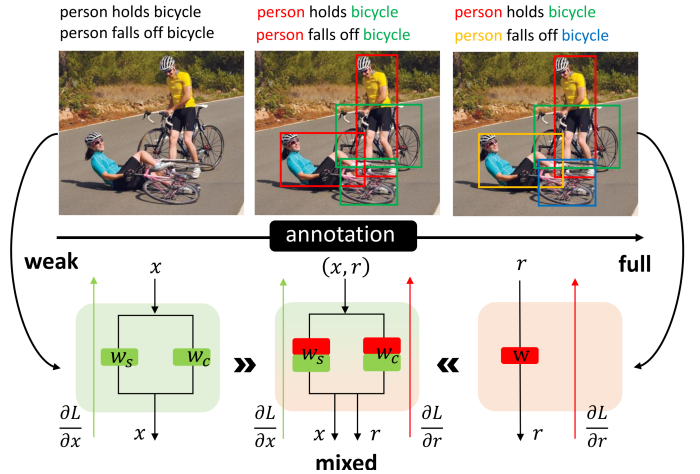 person holds bicycle
person falls off bicycle
person holds bicycle
person falls off bicycle
person holds bicycle
person falls off bicycle
annotation
weak
full
x
(x, r)
r
W_s
W_c
»
W_s
W_c
«
W
∂L/∂x
x
∂L/∂x
x
r
∂L/∂r
r
∂L/∂r
mixed